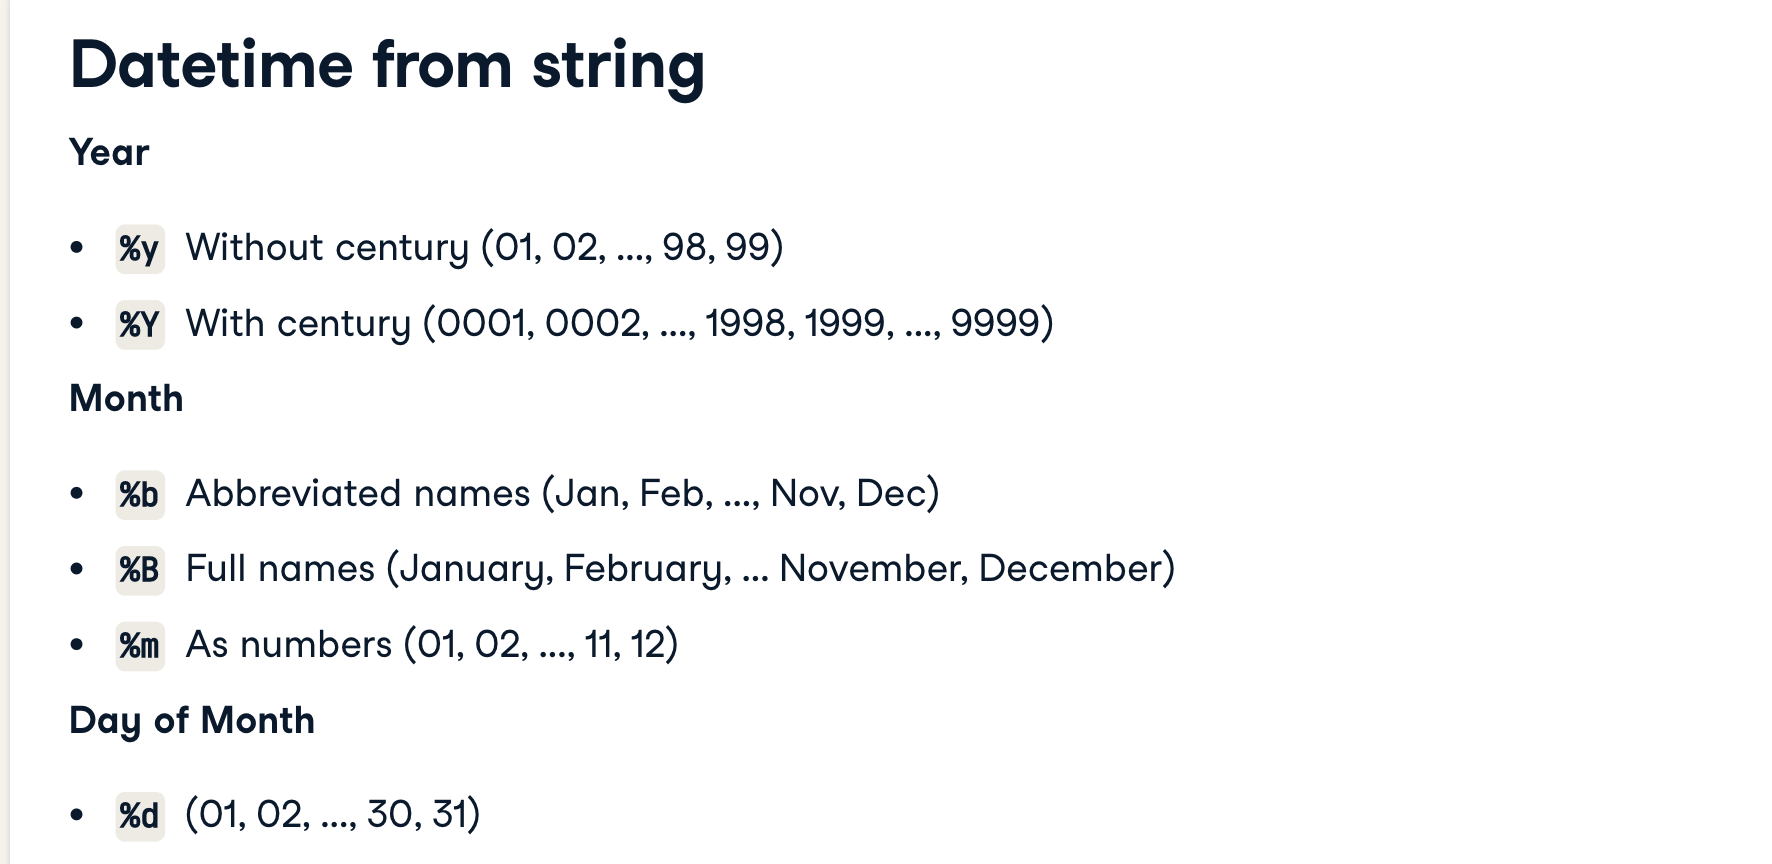 Datetime from string
Year
• %y Without century (01, 02, ..., 98, 99)
• %Y With century (0001, 0002, ..., 1998, 1999, ..., 9999)
Month
• %b Abbreviated names (Jan, Feb, ..., Nov, Dec)
• %B Full names (January, February, ... November, December)
• %m As numbers (01, 02, ..., 11, 12)
Day of Month
• %d (01, 02, ..., 30, 31)